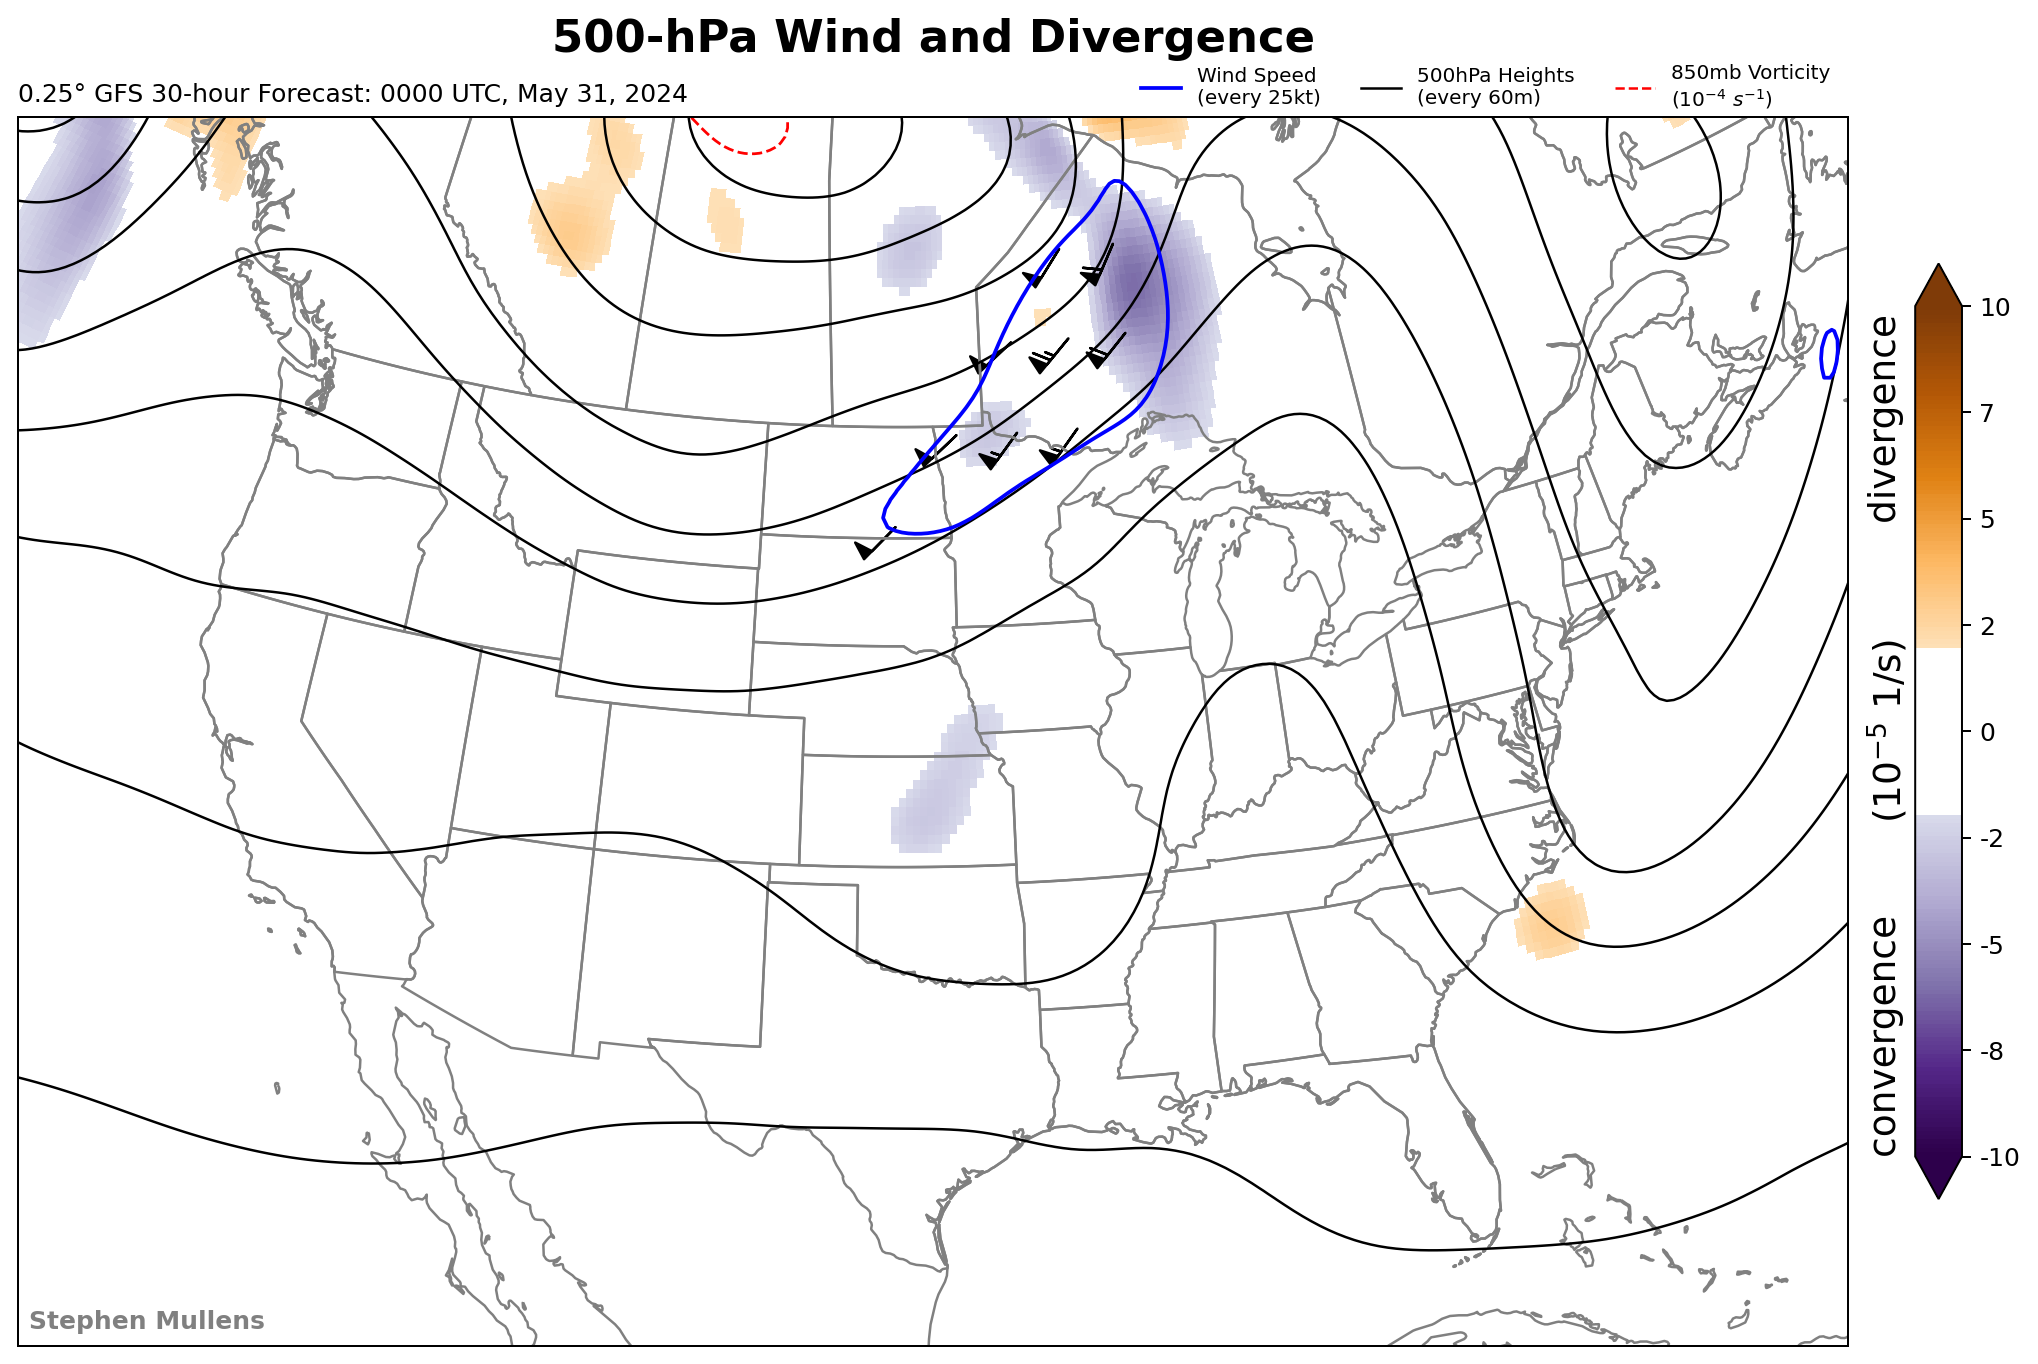 500-hPa Wind and Divergence
0.25° GFS 30-hour Forecast: 0000 UTC, May 31, 2024
Wind Speed
(every 25kt)
500hPa Heights
(every 60m)
850mb Vorticity
(10⁻⁴ s⁻¹)
10
7
5
2
0
-2
-5
-8
-10
convergence (10⁻⁵ 1/s) divergence
Stephen Mullens